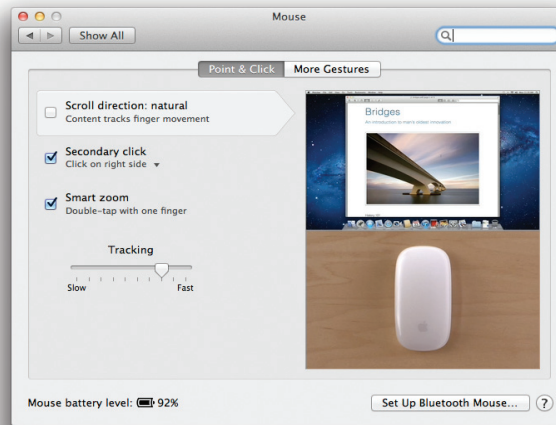 Mouse
Show All
Point & Click
More Gestures
Scroll direction: natural
Content tracks finger movement
Secondary click
Click on right side
Smart zoom
Double-tap with one finger
Tracking
Slow
Fast
Bridges
Mouse battery level: 92%
Set Up Bluetooth Mouse...
?